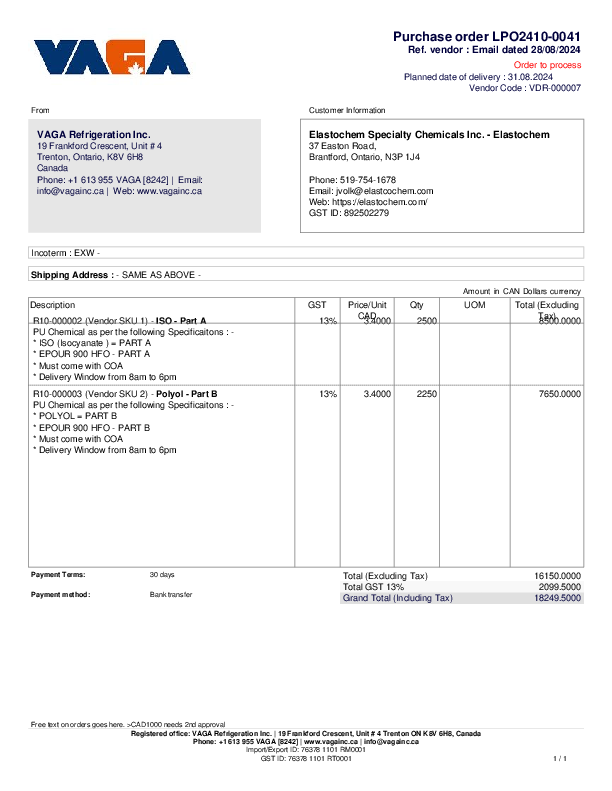 VAGA
Purchase order LPO2410-0041
Ref. vendor : Email dated 28/08/2024
Order to process
Planned date of delivery : 31.08.2024
Vendor Code : VDR-000007
From
Customer Information
VAGA Refrigeration Inc.
19 Frankford Crescent, Unit # 4
Trenton, Ontario, K8V 6H8
Canada
Phone: +1 613 955 VAGA [8242] | Email:
info@vagainc.ca | Web: www.vagainc.ca
Elastochem Specialty Chemicals Inc. - Elastochem
37 Easton Road,
Brantford, Ontario, N3P 1J4
Phone: 519-754-1678
Email: jvolk@elastcochem.com
Web: https://elastochem.com/
GST ID: 892502279
Incoterm : EXW -
Shipping Address : - SAME AS ABOVE -
Amount in CAN Dollars currency
Description GST Price/Unit CAD Qty UOM Total (Excluding Tax)
R10-000002 (Vendor SKU 1) - ISO - Part A 13% 3.4000 2500 8500.0000
PU Chemical as per the following Specificaitons : -
* ISO (Isocyanate ) = PART A
* EPOUR 900 HFO - PART A
* Must come with COA
* Delivery Window from 8am to 6pm
R10-000003 (Vendor SKU 2) - Polyol - Part B 13% 3.4000 2250 7650.0000
PU Chemical as per the following Specificaitons : -
* POLYOL = PART B
* EPOUR 900 HFO - PART B
* Must come with COA
* Delivery Window from 8am to 6pm
Payment Terms: 30 days
Payment method: Bank transfer
Total (Excluding Tax) 16150.0000
Total GST 13% 2099.5000
Grand Total (Including Tax) 18249.5000
Free text on orders goes here. >CAD1000 needs 2nd approval
Registered office: VAGA Refrigeration Inc. | 19 Frankford Crescent, Unit # 4 Trenton ON K8V 6H8, Canada
Phone: +1 613 955 VAGA [8242] | www.vagainc.ca | info@vagainc.ca
Import/Export ID: 76378 1101 RM0001
GST ID: 76378 1101 RT0001
1 / 1